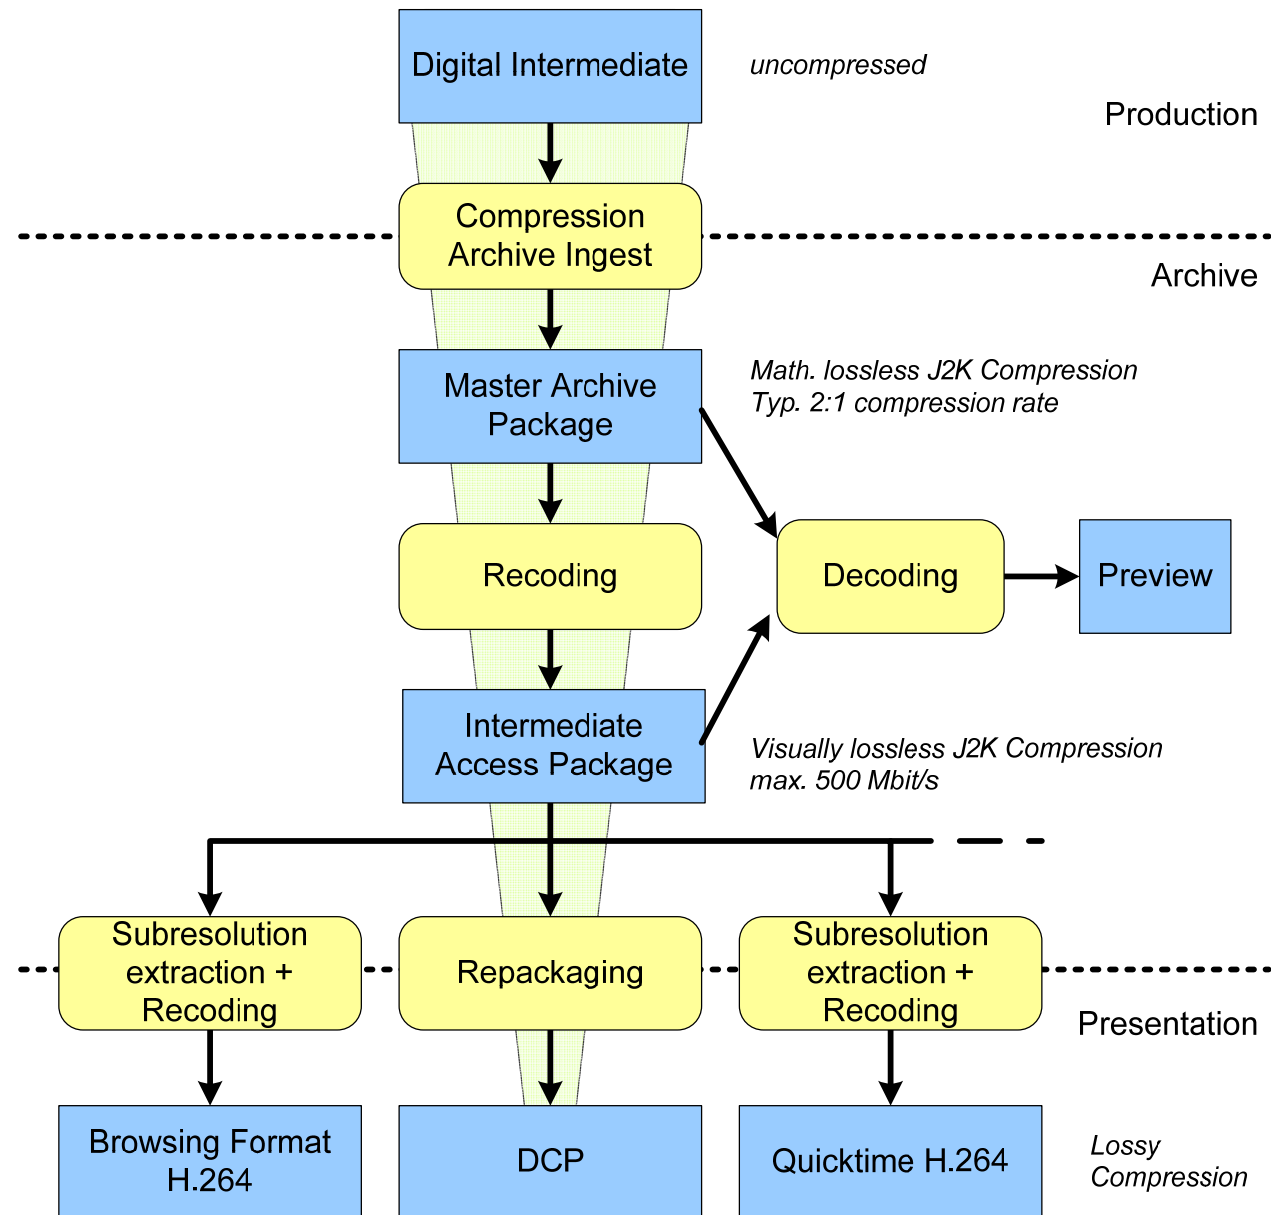 Digital Intermediate
uncompressed
Production
Compression
Archive Ingest
Archive
Math. lossless J2K Compression
Typ. 2:1 compression rate
Master Archive
Package
Recoding
Decoding
Preview
Intermediate
Access Package
Visually lossless J2K Compression
max. 500 Mbit/s
Subresolution
extraction +
Recoding
Repackaging
Subresolution
extraction +
Recoding
Presentation
Browsing Format
H.264
DCP
Quicktime H.264
Lossy
Compression